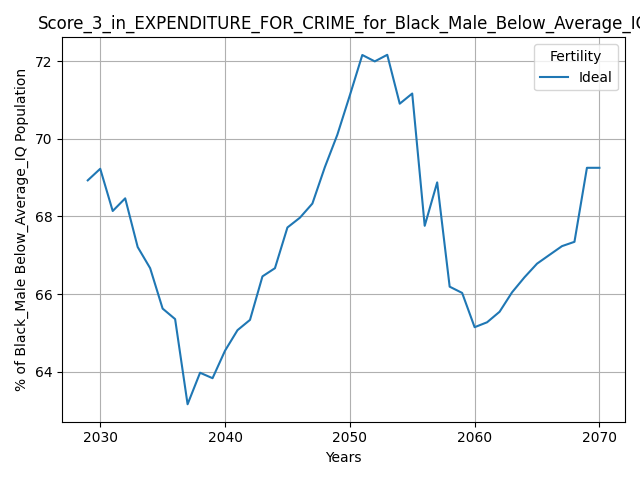 Score_3_in_EXPENDITURE_FOR_CRIME_for_Black_Male_Below_Average_IQ
% of Black_Male Below_Average_IQ Population
72
70
68
66
64
Fertility
Ideal
2030 2040 2050 2060 2070
Years